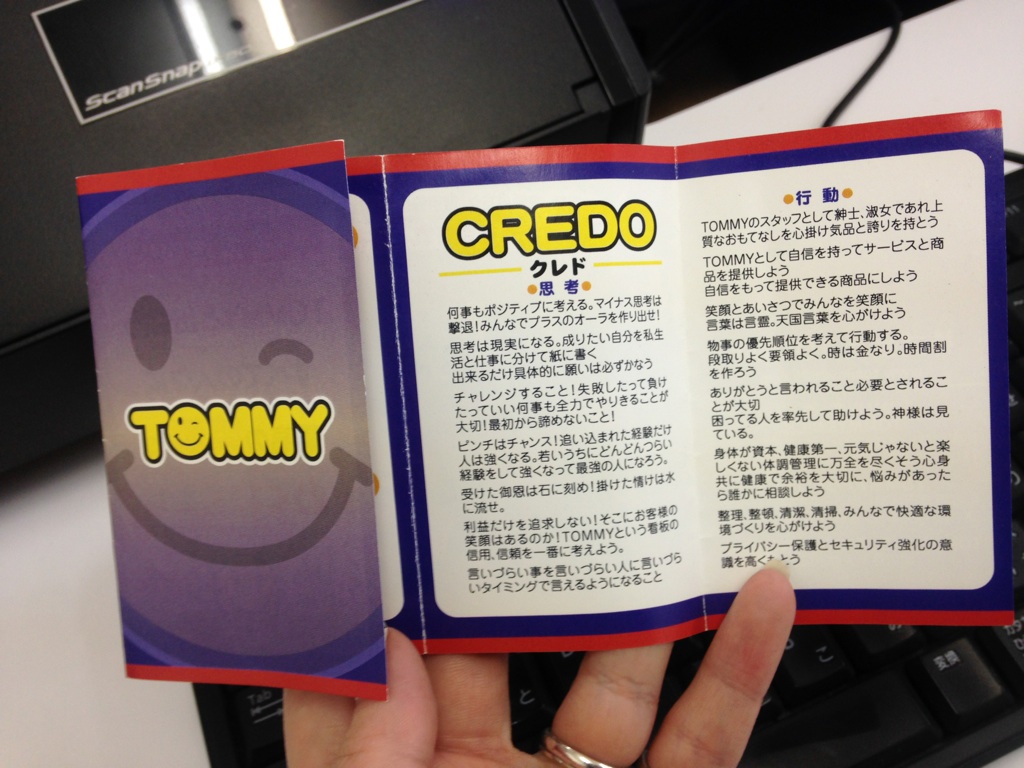 ScanSnap
TOMMY
CREDO
クレド
思考
何事もポジティブに考える。マイナス思考は
撃退!みんなでプラスのオーラを作り出せ!
思考は現実になる。成りたい自分を私生
活と仕事に分けて紙に書く
出来るだけ具体的に願いは必ずかなう
チャレンジすること!失敗したって負け
たっていい何事も全力でやりきることが
大切!最初から諦めないこと!
ピンチはチャンス!追い込まれた経験だけ
人は強くなる。若いうちにどんどんつらい
経験をして強くなって最強の人になろう。
受けた御恩は石に刻め!掛けた情けは水
に流せ。
利益だけを追求しない!そこにお客様の
笑顔はあるのか!TOMMYという看板の
信用、信頼を一番に考えよう。
言いづらい事を言いづらい人に言いづら
いタイミングで言えるようになること
行動
TOMMYのスタッフとして紳士、淑女であれ上
質なおもてなしを心掛け気品と誇りを持とう
TOMMYとして自信を持ってサービスと商
品を提供しよう
自信をもって提供できる商品にしよう
笑顔とあいさつでみんなを笑顔に
言葉は言霊。天国言葉を心がけよう
物事の優先順位を考えて行動する。
段取りよく要領よく。時は金なり。時間割
を作ろう
ありがとうと言われること必要とされるこ
とが大切
困ってる人を率先して助けよう。神様は見
ている。
身体が資本、健康第一、元気じゃないと楽
しくない体調管理に万全を尽くそう心身
共に健康で余裕を大切に、悩みがあった
ら誰かに相談しよう
整理、整頓、清潔、清掃、みんなで快適な環
境づくりを心がけよう
プライバシー保護とセキュリティ強化の意
識を高くもとう
Tab
と
こ
変換